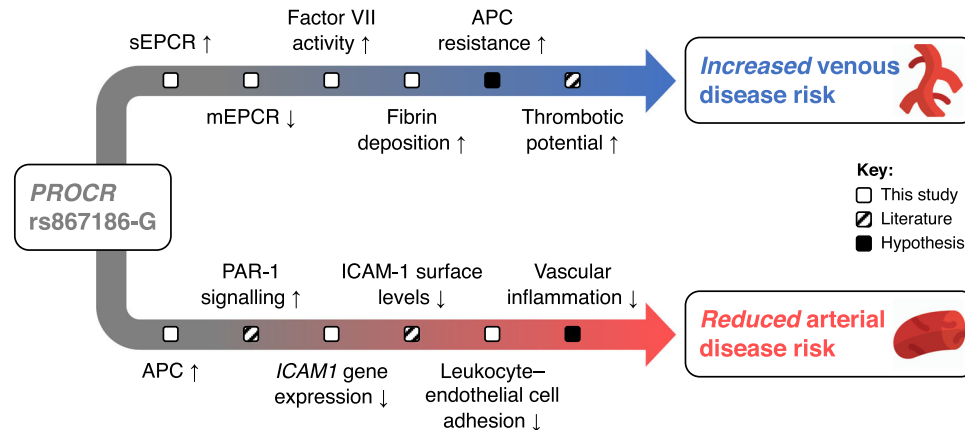 Factor VII
activity ↑
APC
resistance ↑
sEPCR ↑
mEPCR ↓
Fibrin
deposition ↑
Thrombotic
potential ↑
Increased venous
disease risk
PROCR
rs867186-G
Key:
This study
Literature
Hypothesis
PAR-1
signalling ↑
ICAM-1 surface
levels ↓
Vascular
inflammation ↓
APC ↑
ICAM1 gene
expression ↓
Leukocyte–
endothelial cell
adhesion ↓
Reduced arterial
disease risk